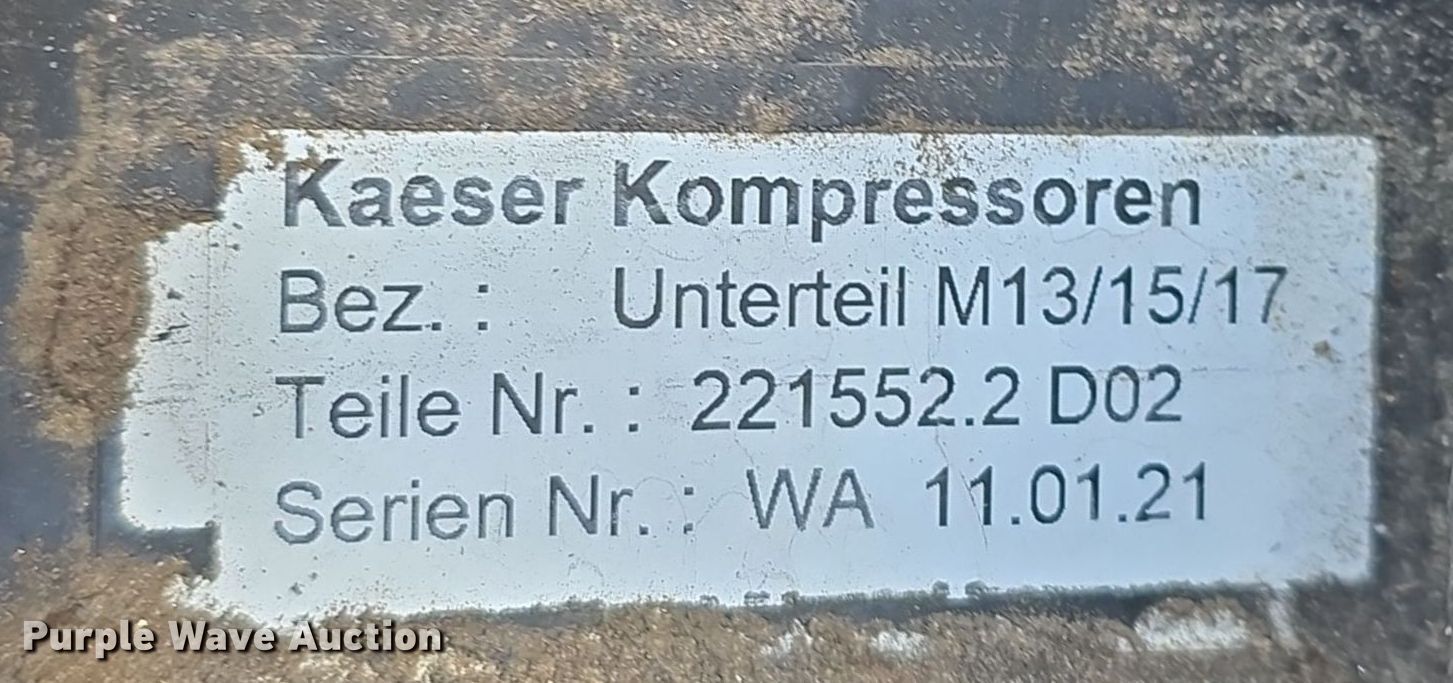 Kaeser Kompressoren
Bez. : Unterteil M13/15/17
Teile Nr. : 221552.2 D02
Serien Nr. : WA 11.01.21
Purple Wave Auction